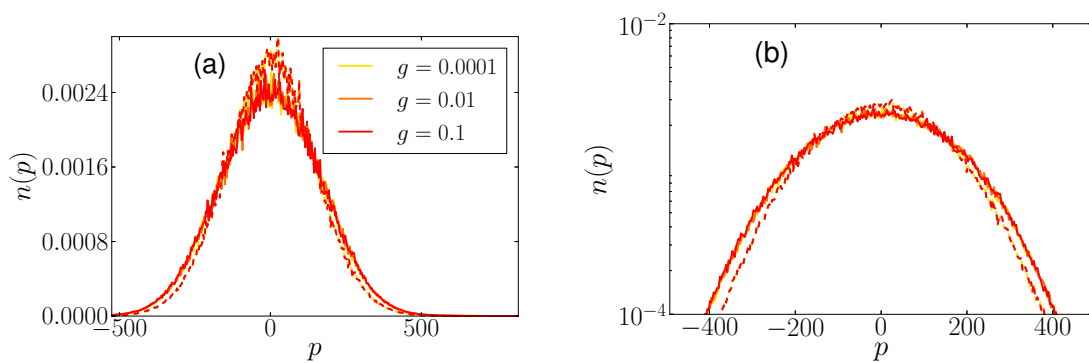 (a)
g = 0.0001
g = 0.01
g = 0.1
n(p)
0.0024
0.0016
0.0008
0.0000
−500 0 500
p
(b)
n(p)
10⁻²
10⁻⁴
−400 −200 0 200 400
p